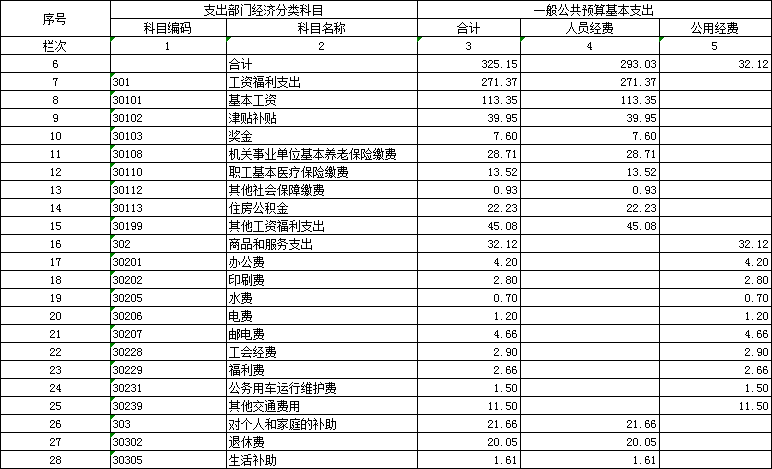 序号 支出部门经济分类科目 一般公共预算基本支出
科目编码 科目名称 合计 人员经费 公用经费
栏次 1 2 3 4 5
6 合计 325.15 293.03 32.12
7 301 工资福利支出 271.37 271.37
8 30101 基本工资 113.35 113.35
9 30102 津贴补贴 39.95 39.95
10 30103 奖金 7.60 7.60
11 30108 机关事业单位基本养老保险缴费 28.71 28.71
12 30110 职工基本医疗保险缴费 13.52 13.52
13 30112 其他社会保障缴费 0.93 0.93
14 30113 住房公积金 22.23 22.23
15 30199 其他工资福利支出 45.08 45.08
16 302 商品和服务支出 32.12 32.12
17 30201 办公费 4.20 4.20
18 30202 印刷费 2.80 2.80
19 30205 水费 0.70 0.70
20 30206 电费 1.20 1.20
21 30207 邮电费 4.66 4.66
22 30228 工会经费 2.90 2.90
23 30229 福利费 2.66 2.66
24 30231 公务用车运行维护费 1.50 1.50
25 30239 其他交通费用 11.50 11.50
26 303 对个人和家庭的补助 21.66 21.66
27 30302 退休费 20.05 20.05
28 30305 生活补助 1.61 1.61